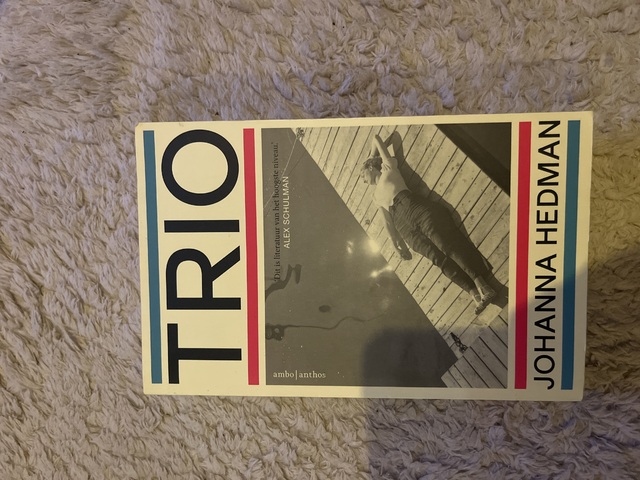 TRIO
'Dit is literatuur van het hoogste niveau.'
ALEX SCHULMAN
ambo|anthos
JOHANNA HEDMAN